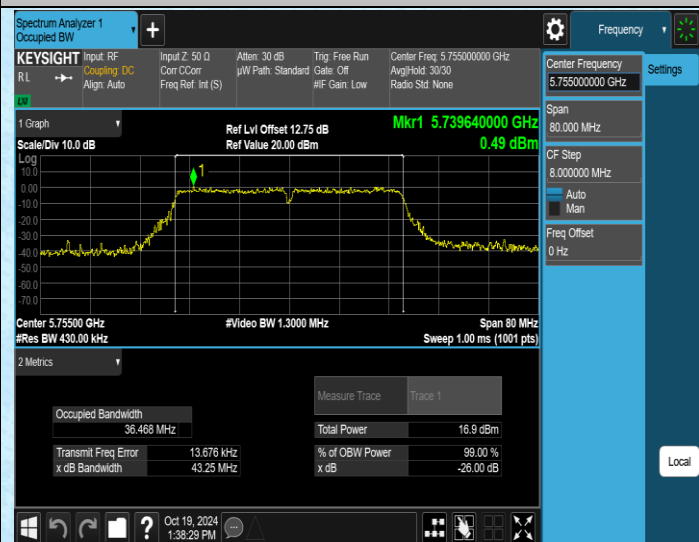 Spectrum Analyzer 1
Occupied BW
Frequency
KEYSIGHT
R L
LM
Input: RF
Coupling: DC
Align: Auto
Input Z: 50 Ω
Corr CCorr
Freq Ref: Int (S)
Atten: 30 dB
µW Path: Standard
Trig: Free Run
Gate: Off
#IF Gain: Low
Center Freq: 5.755000000 GHz
Avg|Hold: 30/30
Radio Std: None
Center Frequency
5.755000000 GHz
Settings
Span
80.000 MHz
CF Step
8.000000 MHz
Auto
Man
Freq Offset
0 Hz
Local
1 Graph
Scale/Div 10.0 dB
Ref Lvl Offset 12.75 dB
Ref Value 20.00 dBm
Mkr1 5.739640000 GHz
0.49 dBm
Log
1
10.0
0.00
-10.0
-20.0
-30.0
-40.0
-50.0
-60.0
-70.0
Center 5.75500 GHz
#Video BW 1.3000 MHz
Span 80 MHz
#Res BW 430.00 kHz
Sweep 1.00 ms (1001 pts)
2 Metrics
Measure Trace Trace 1
Occupied Bandwidth
36.468 MHz
Total Power 16.9 dBm
Transmit Freq Error 13.676 kHz
% of OBW Power 99.00 %
x dB Bandwidth 43.25 MHz
x dB -26.00 dB
?
Oct 19, 2024
1:38:29 PM